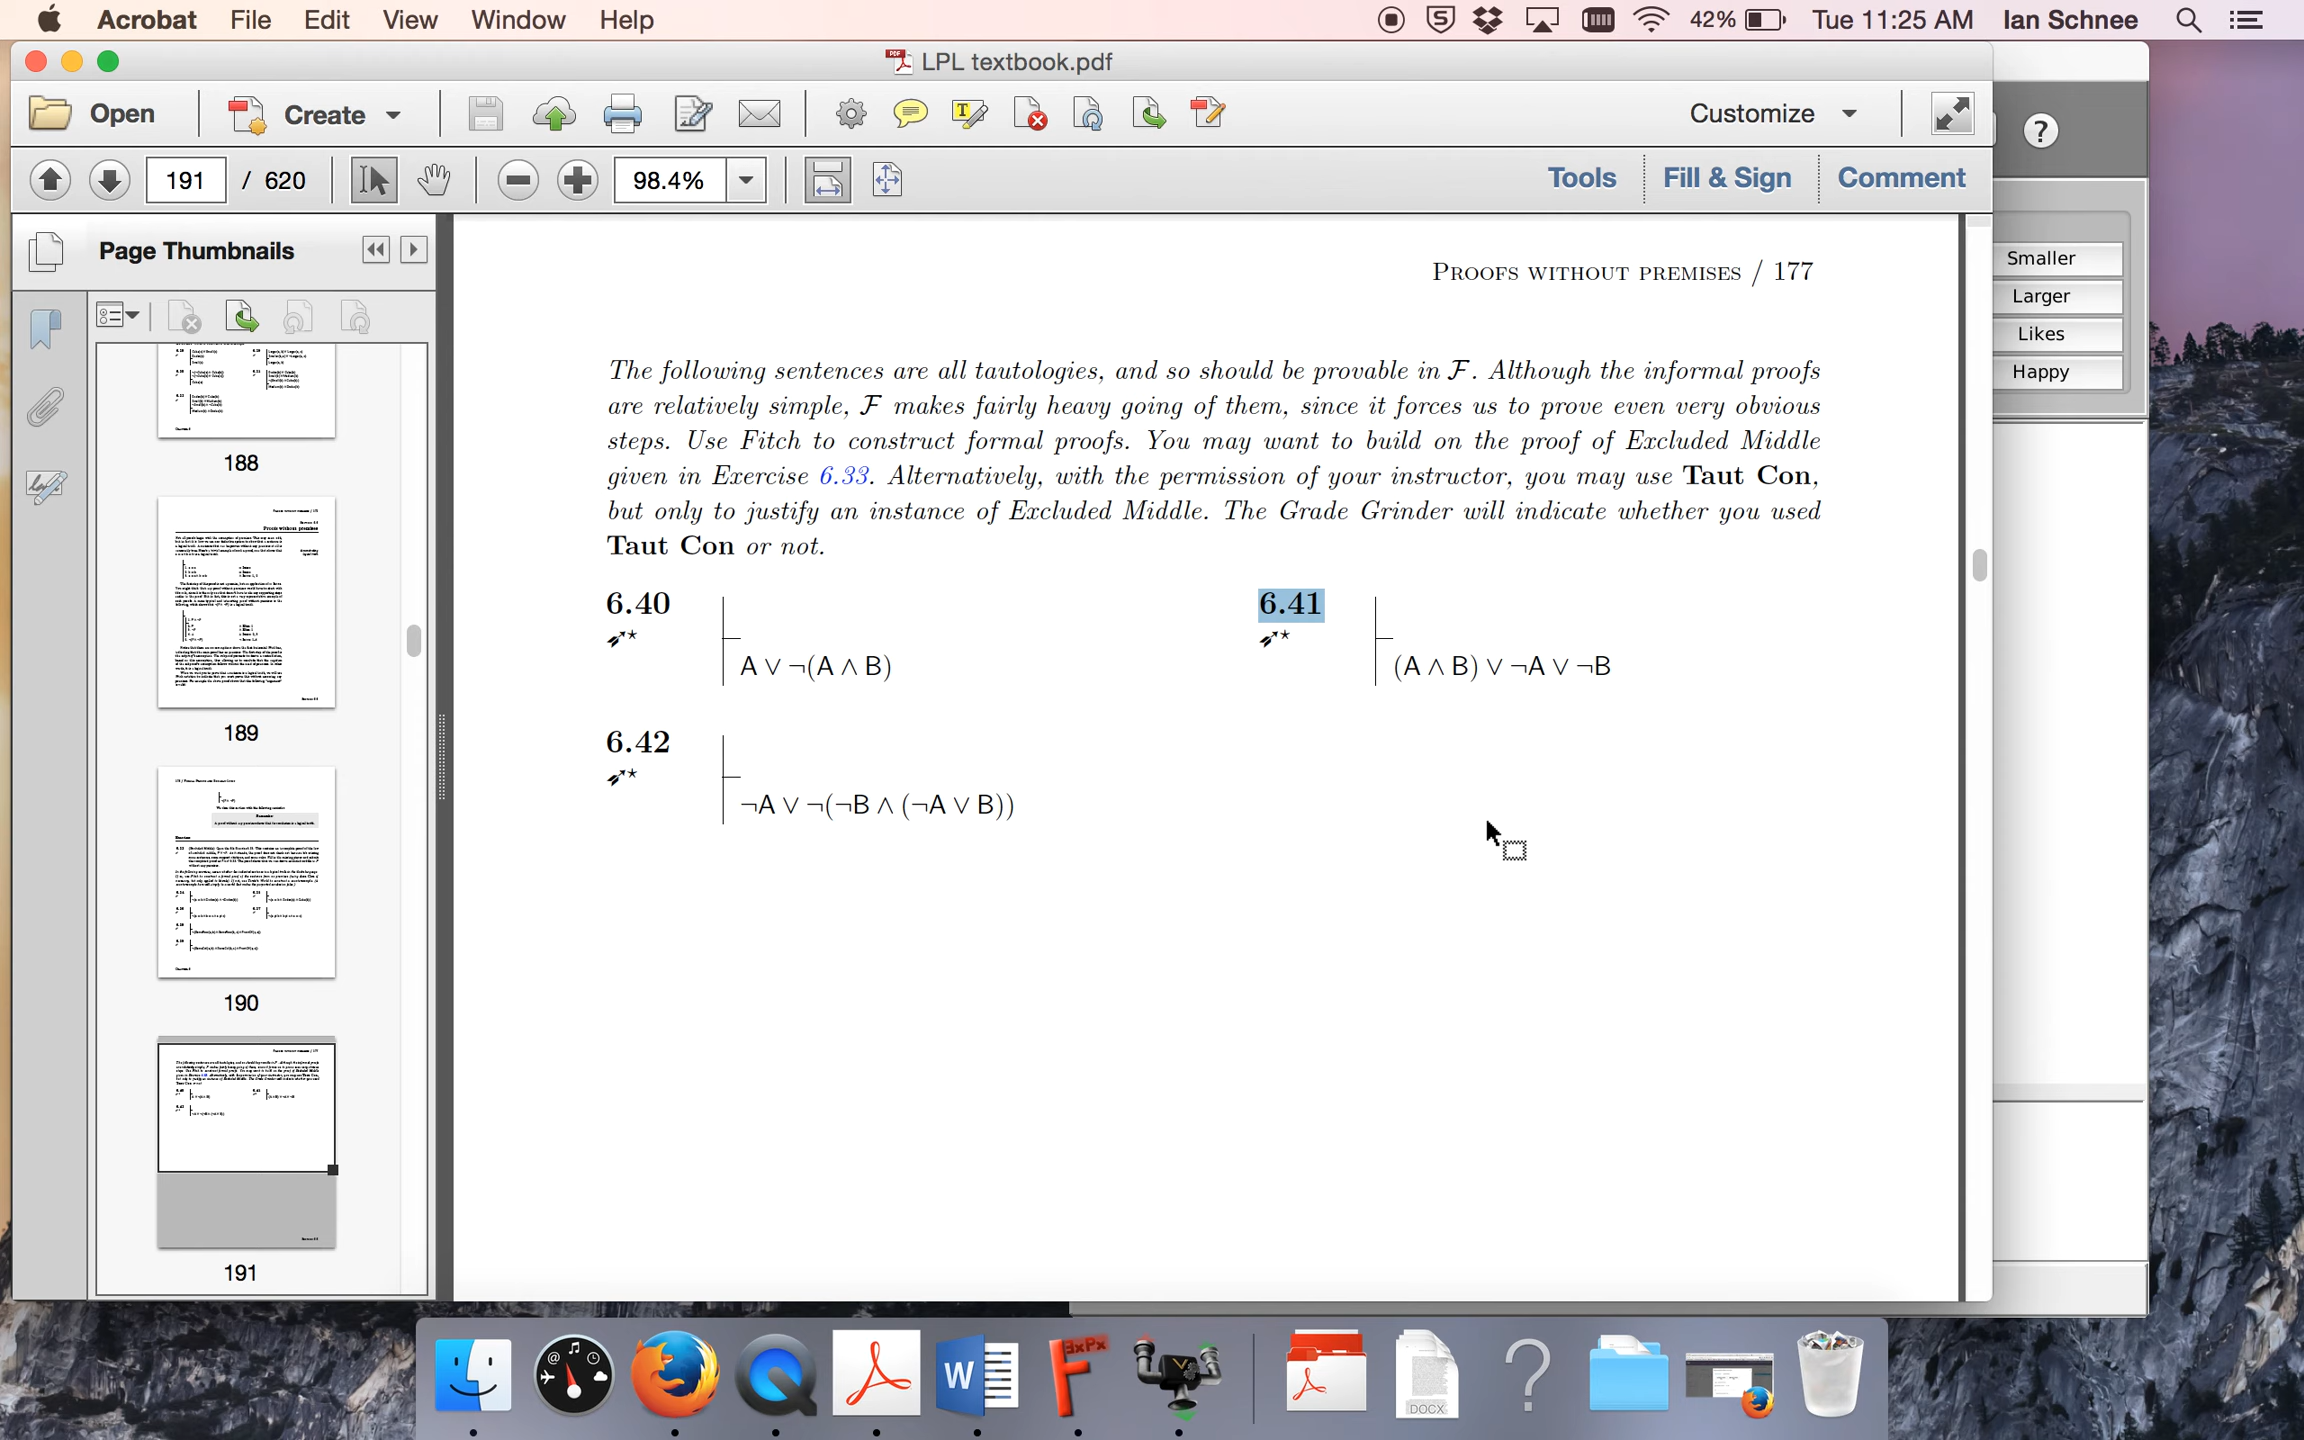 Acrobat File Edit View Window Help 42% Tue 11:25 AM Ian Schnee
LPL textbook.pdf
Open Create Customize
191 / 620 98.4% Tools Fill & Sign Comment
?
Page Thumbnails
188
189
190
191
PROOFS WITHOUT PREMISES / 177
The following sentences are all tautologies, and so should be provable in F. Although the informal proofs
are relatively simple, F makes fairly heavy going of them, since it forces us to prove even very obvious
steps. Use Fitch to construct formal proofs. You may want to build on the proof of Excluded Middle
given in Exercise 6.33. Alternatively, with the permission of your instructor, you may use Taut Con,
but only to justify an instance of Excluded Middle. The Grade Grinder will indicate whether you used
Taut Con or not.
6.40
A ∨ ¬(A ∧ B)
6.41
(A ∧ B) ∨ ¬A ∨ ¬B
6.42
¬A ∨ ¬(¬B ∧ (¬A ∨ B))
Smaller
Larger
Likes
Happy
DOCX